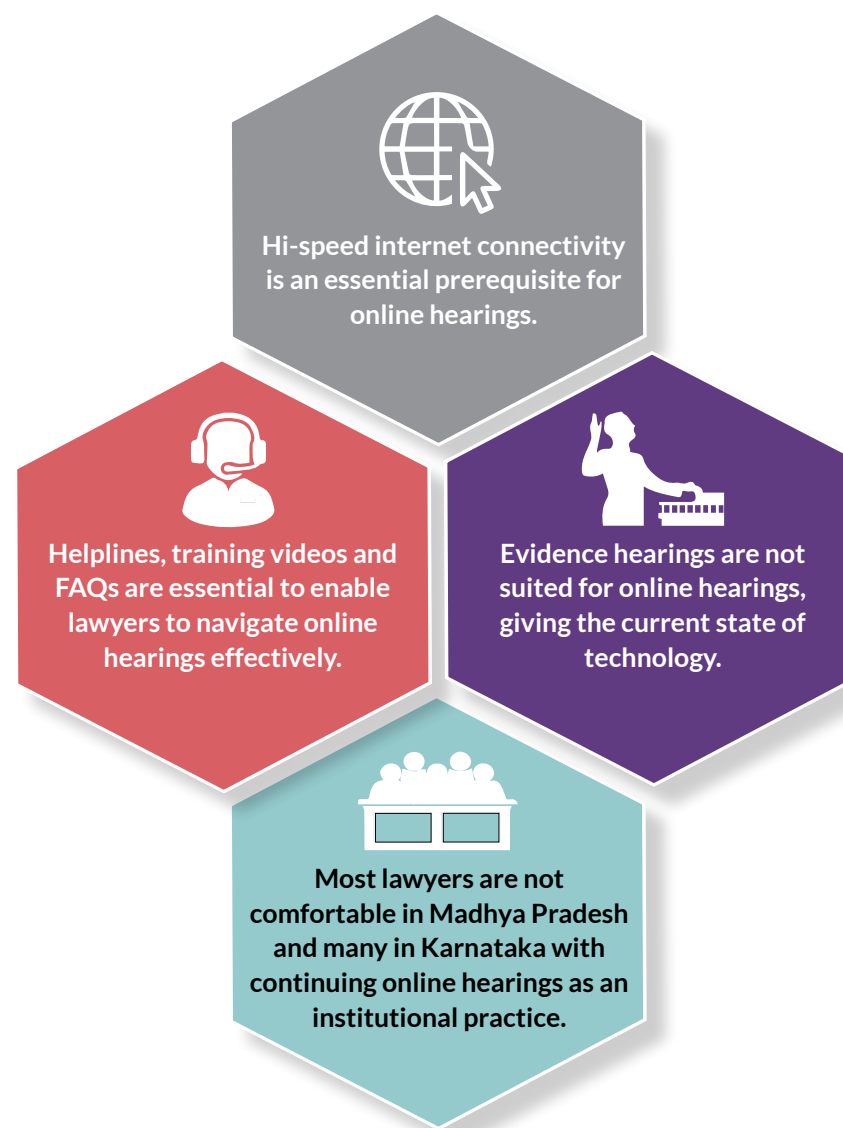 Hi-speed internet connectivity
is an essential prerequisite for
online hearings.
Helplines, training videos and
FAQs are essential to enable
lawyers to navigate online
hearings effectively.
Evidence hearings are not
suited for online hearings,
giving the current state of
technology.
Most lawyers are not
comfortable in Madhya Pradesh
and many in Karnataka with
continuing online hearings as an
institutional practice.